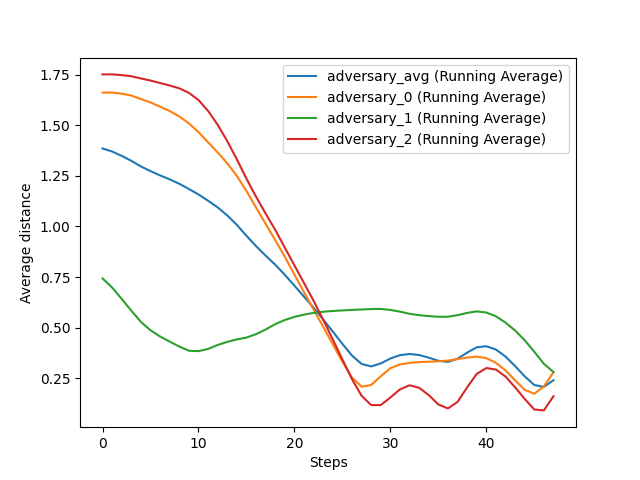 adversary_avg (Running Average)
adversary_0 (Running Average)
adversary_1 (Running Average)
adversary_2 (Running Average)
1.75
1.50
1.25
1.00
0.75
0.50
0.25
Average distance
0 10 20 30 40
Steps